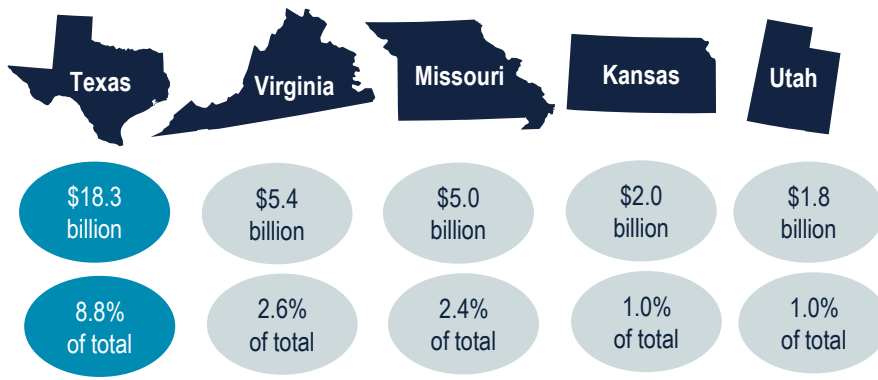 Texas
Virginia
Missouri
Kansas
Utah
$18.3
billion
$5.4
billion
$5.0
billion
$2.0
billion
$1.8
billion
8.8%
of total
2.6%
of total
2.4%
of total
1.0%
of total
1.0%
of total